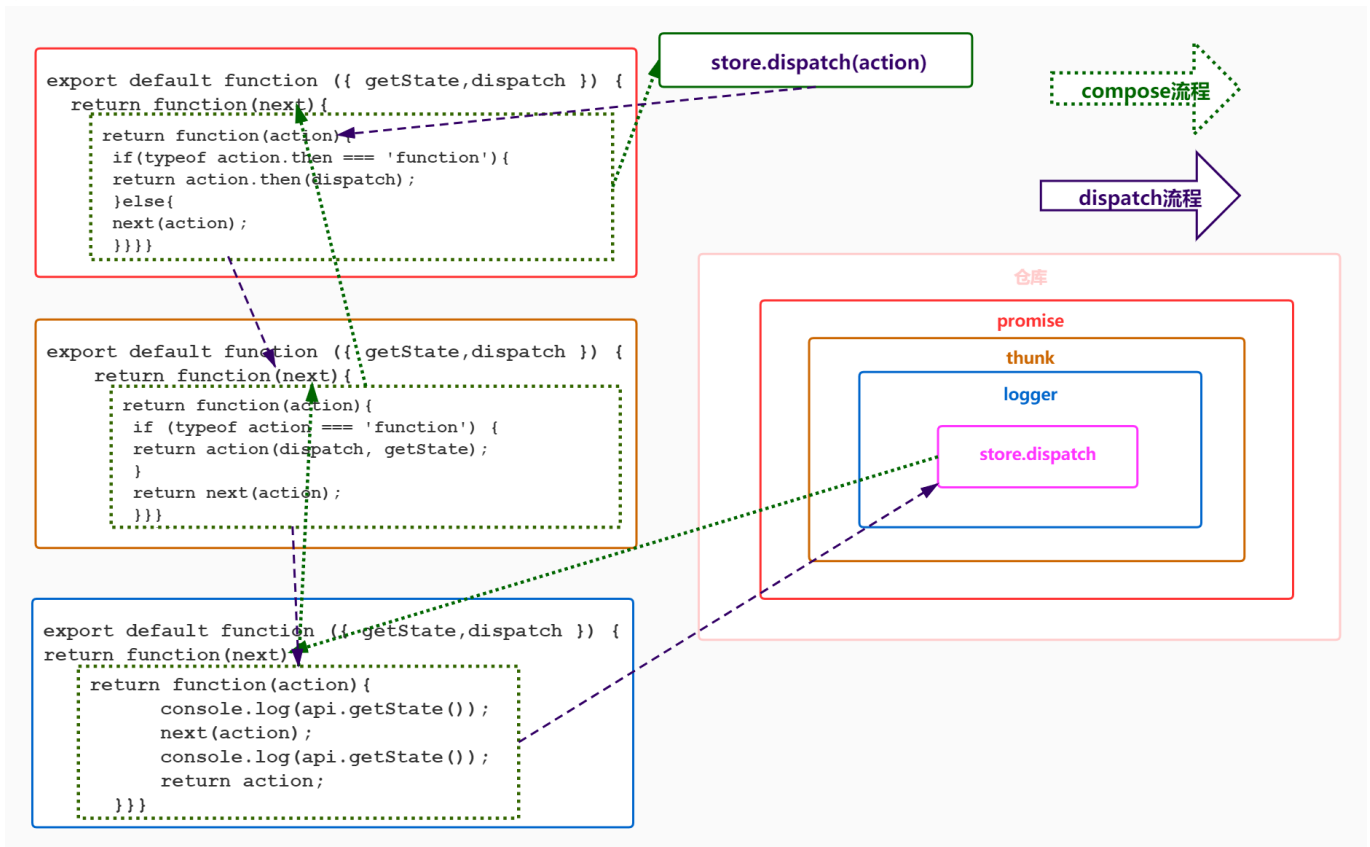 export default function ({ getState,dispatch }) {
return function(next){
return function(action){
if(typeof action.then === 'function'){
return action.then(dispatch);
}else{
next(action);
}}}}
export default function ({ getState,dispatch }) {
return function(next){
return function(action){
if (typeof action === 'function') {
return action(dispatch, getState);
}
return next(action);
}}}
export default function ({ getState,dispatch }) {
return function(next)
return function(action){
console.log(api.getState());
next(action);
console.log(api.getState());
return action;
}}}
store.dispatch(action)
compose流程
dispatch流程
仓库
promise
thunk
logger
store.dispatch